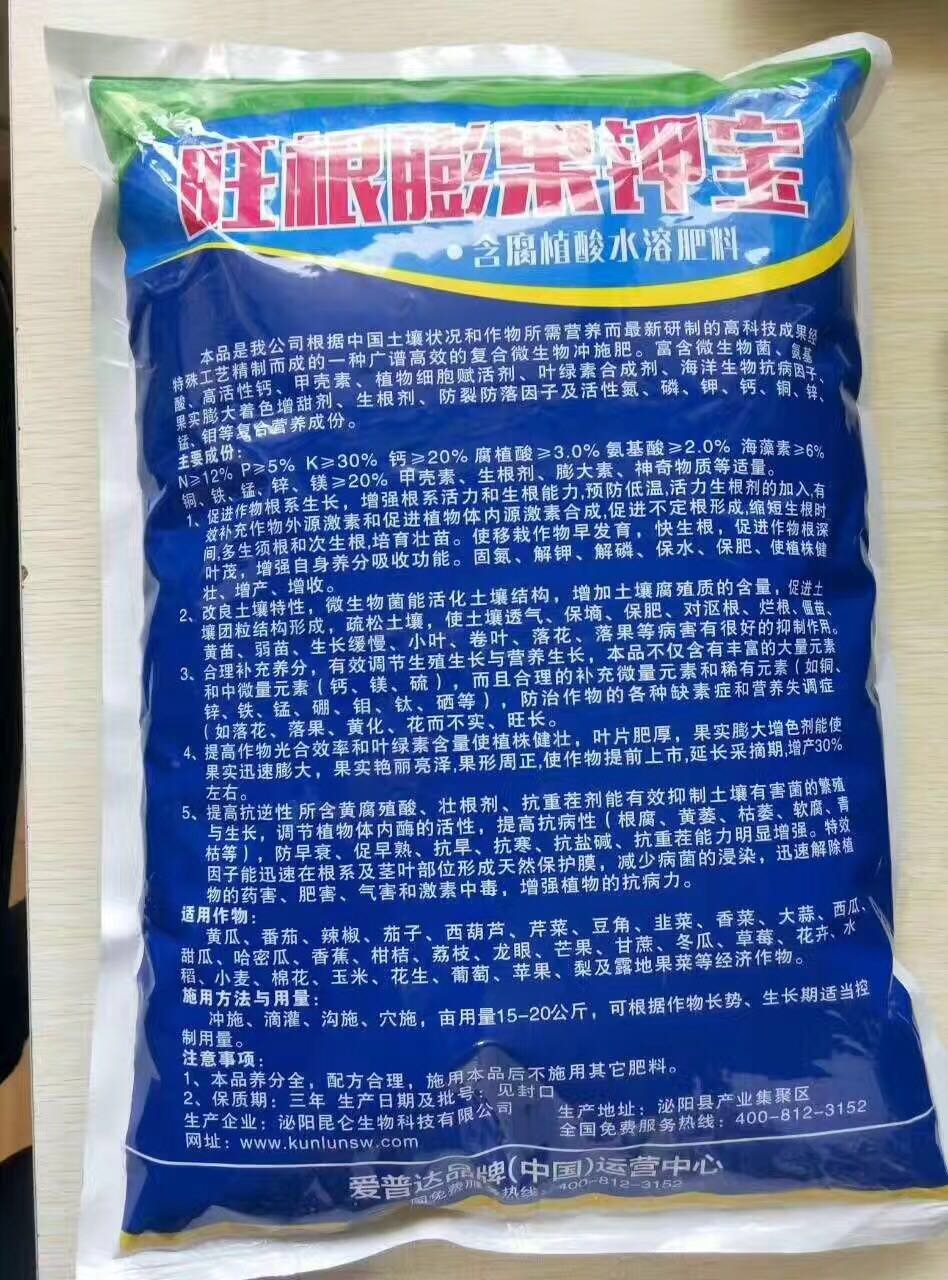 旺根膨果钾宝
·含腐植酸水溶肥料
本品是我公司根据中国土壤状况和作物所需营养而最新研制的高科技成果经
特殊工艺精制而成的一种广谱高效的复合微生物冲施肥。富含微生物菌、氨基
酸、高活性钙、甲壳素、植物细胞赋活剂、叶绿素合成剂、海洋生物抗病因子、
果实膨大着色增甜剂、生根剂、防裂防落因子及活性氮、磷、钾、钙、铜、锌、
锰、钼等复合营养成份。
主要成份：
N≥12% P≥5% K≥30% 钙≥20% 腐植酸≥3.0% 氨基酸≥2.0% 海藻素≥6%
铜、铁、锰、锌、镁≥20% 甲壳素、生根剂、膨大素、神奇物质等适量。
1、促进作物根系生长，增强根系活力和生根能力,预防低温,活力生根剂的加入,有
效补充作物外源激素和促进植物体内源激素合成,促进不定根形成,缩短生根时
间,多生须根和次生根,培育壮苗。使移栽作物早发育，快生根，促进作物根深
叶茂，增强自身养分吸收功能。固氮、解钾、解磷、保水、保肥、使植株健
壮、增产、增收。
2、改良土壤特性，微生物菌能活化土壤结构，增加土壤腐殖质的含量，促进土
壤团粒结构形成，疏松土壤，使土壤透气、保墒、保肥、对沤根、烂根、僵苗、
黄苗、弱苗、生长缓慢、小叶、卷叶、落花、落果等病害有很好的抑制作用。
3、合理补充养分，有效调节生殖生长与营养生长，本品不仅含有丰富的大量元素
和中微量元素（钙、镁、硫），而且合理的补充微量元素和稀有元素（如铜、
锌、铁、锰、硼、钼、钛、硒等），防治作物的各种缺素症和营养失调症
（如落花、落果、黄化、花而不实、旺长。
4、提高作物光合效率和叶绿素含量使植株健壮，叶片肥厚，果实膨大增色剂能使
果实迅速膨大，果实艳丽亮泽,果形周正,使作物提前上市,延长采摘期,增产30%
左右。
5、提高抗逆性 所含黄腐殖酸、壮根剂、抗重茬剂能有效抑制土壤有害菌的繁殖
与生长，调节植物体内酶的活性，提高抗病性（根腐、黄萎、枯萎、软腐、青
枯等），防早衰、促早熟、抗旱、抗寒、抗盐碱、抗重茬能力明显增强。特效
因子能迅速在根系及茎叶部位形成天然保护膜，减少病菌的浸染，迅速解除植
物的药害、肥害、气害和激素中毒，增强植物的抗病力。
适用作物：
黄瓜、番茄、辣椒、茄子、西葫芦、芹菜、豆角、韭菜、香菜、大蒜、西瓜、
甜瓜、哈密瓜、香蕉、柑桔、荔枝、龙眼、芒果、甘蔗、冬瓜、草莓、花卉、水
稻、小麦、棉花、玉米、花生、葡萄、苹果、梨及露地果菜等经济作物。
施用方法与用量：
冲施、滴灌、沟施、穴施，亩用量15-20公斤，可根据作物长势、生长期适当控
制用量。
注意事项：
1、本品养分全，配方合理，施用本品后不施用其它肥料。
2、保质期：三年 生产日期及批号：见封口
生产企业：泌阳昆仑生物科技有限公司 生产地址：泌阳县产业集聚区
网址：www.kunlunsw.com 全国免费服务热线：400-812-3152
爱普达品牌(中国)运营中心
热线：400-812-3152